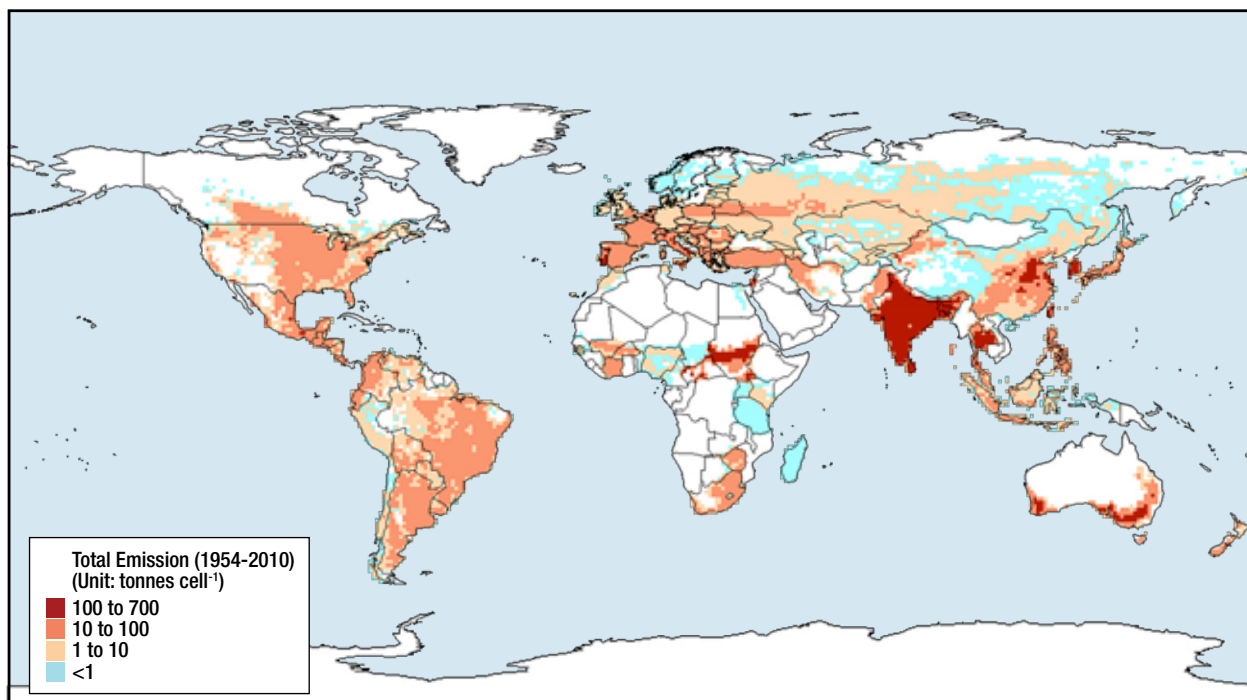 Total Emission (1954-2010)
(Unit: tonnes cell⁻¹)
100 to 700
10 to 100
1 to 10
<1